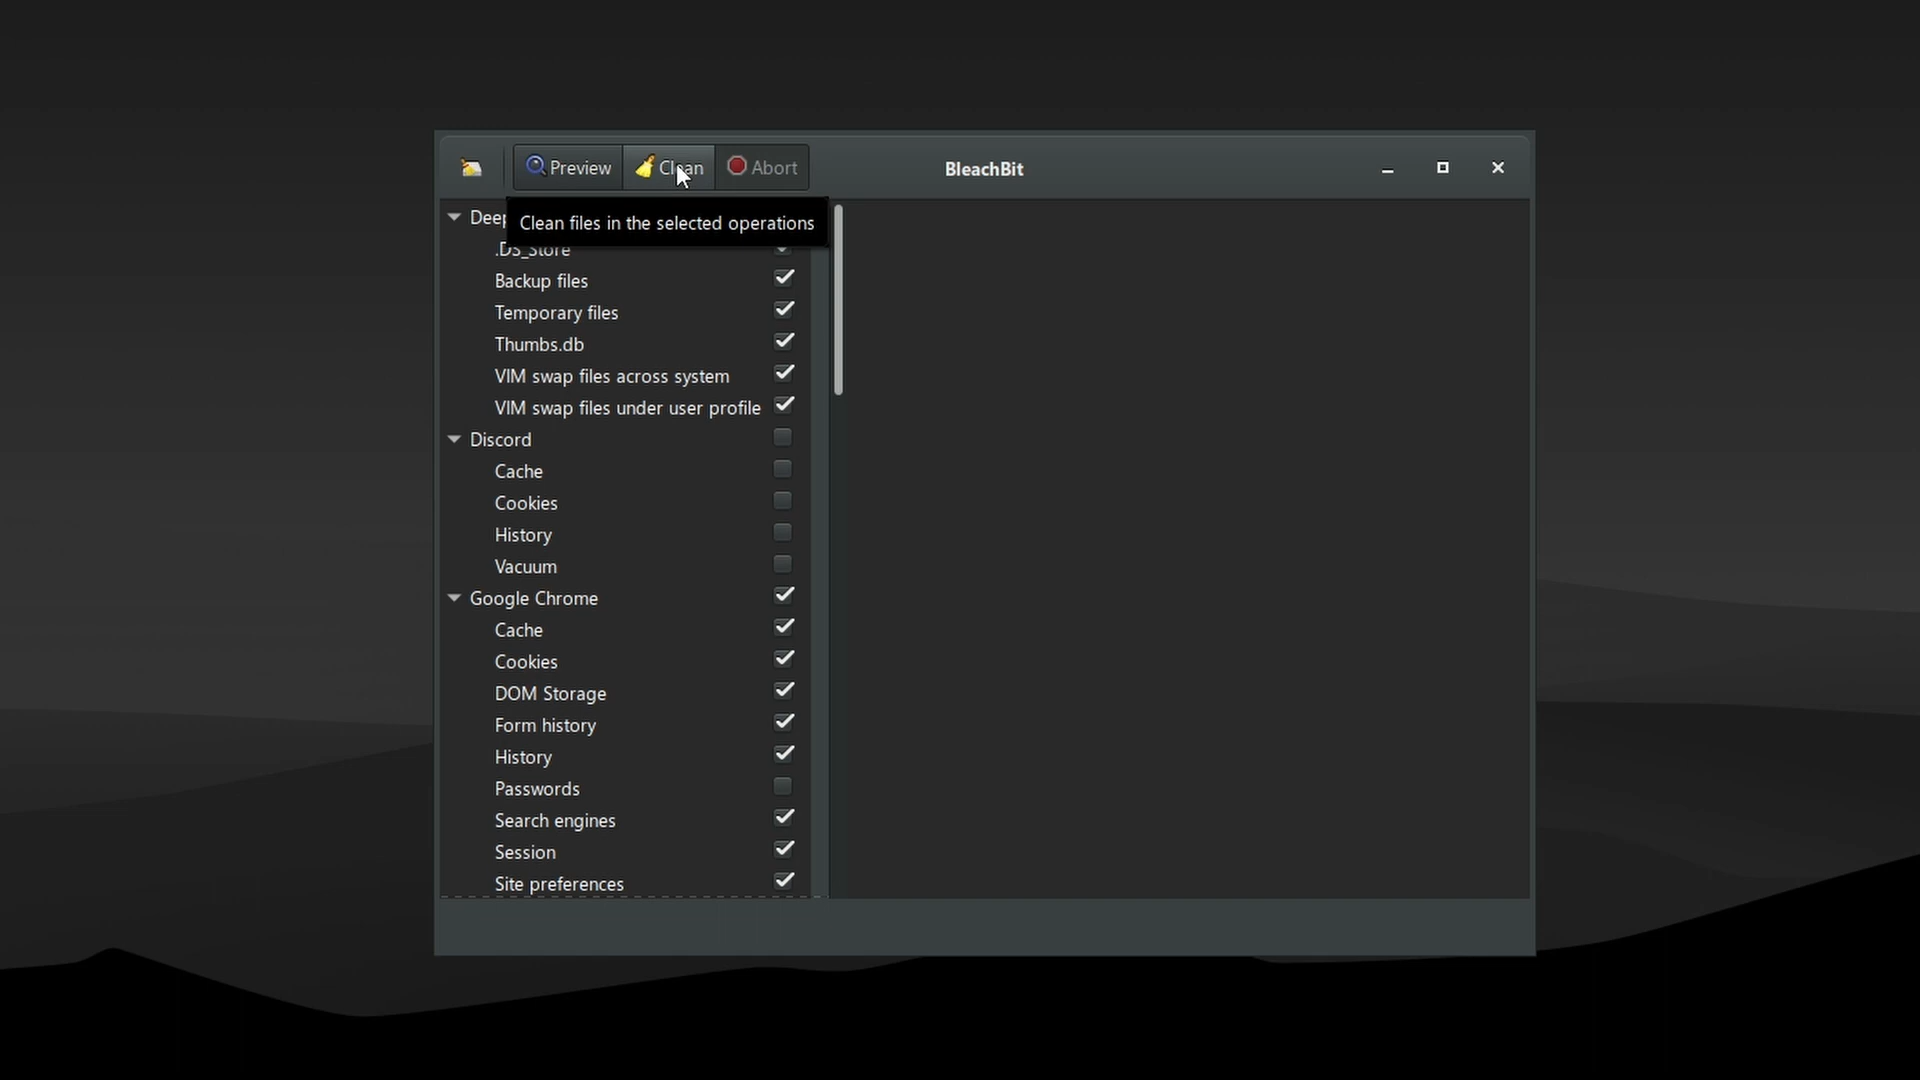 Preview Clean Abort BleachBit
Deep
Clean files in the selected operations
.DS_Store
Backup files
Temporary files
Thumbs.db
VIM swap files across system
VIM swap files under user profile
Discord
Cache
Cookies
History
Vacuum
Google Chrome
Cache
Cookies
DOM Storage
Form history
History
Passwords
Search engines
Session
Site preferences